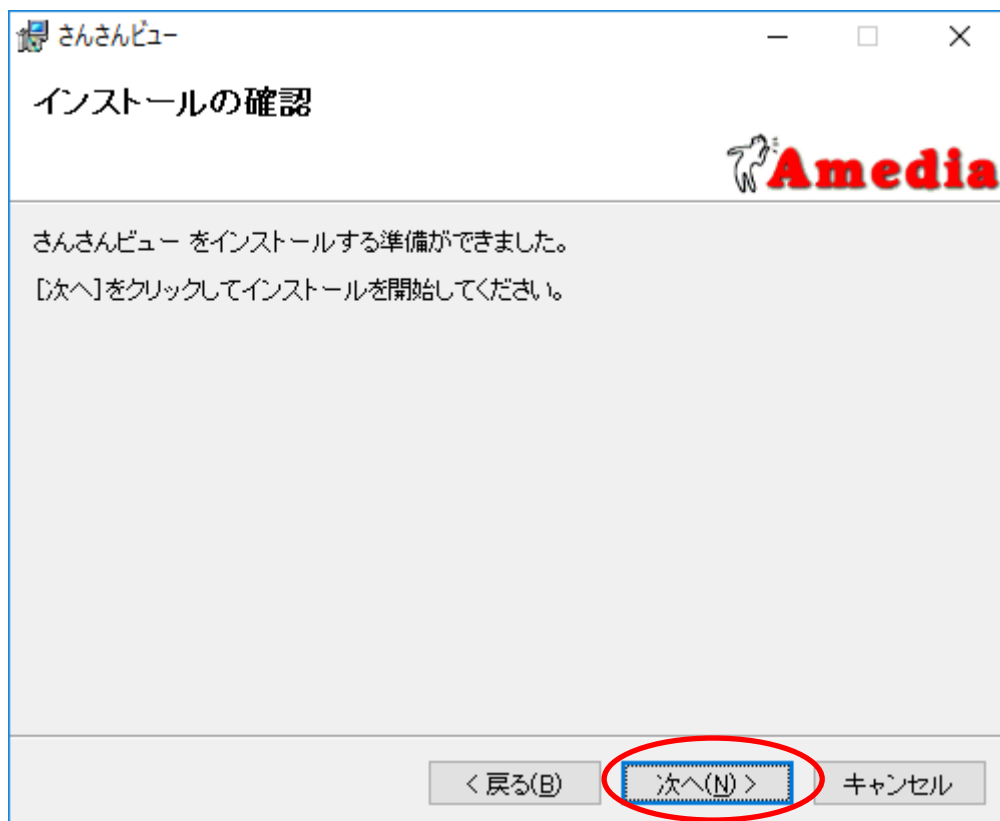 さんさんビュー
インストールの確認
Amedia
さんさんビュー をインストールする準備ができました。
[次へ]をクリックしてインストールを開始してください。
< 戻る(B)
次へ(N) >
キャンセル